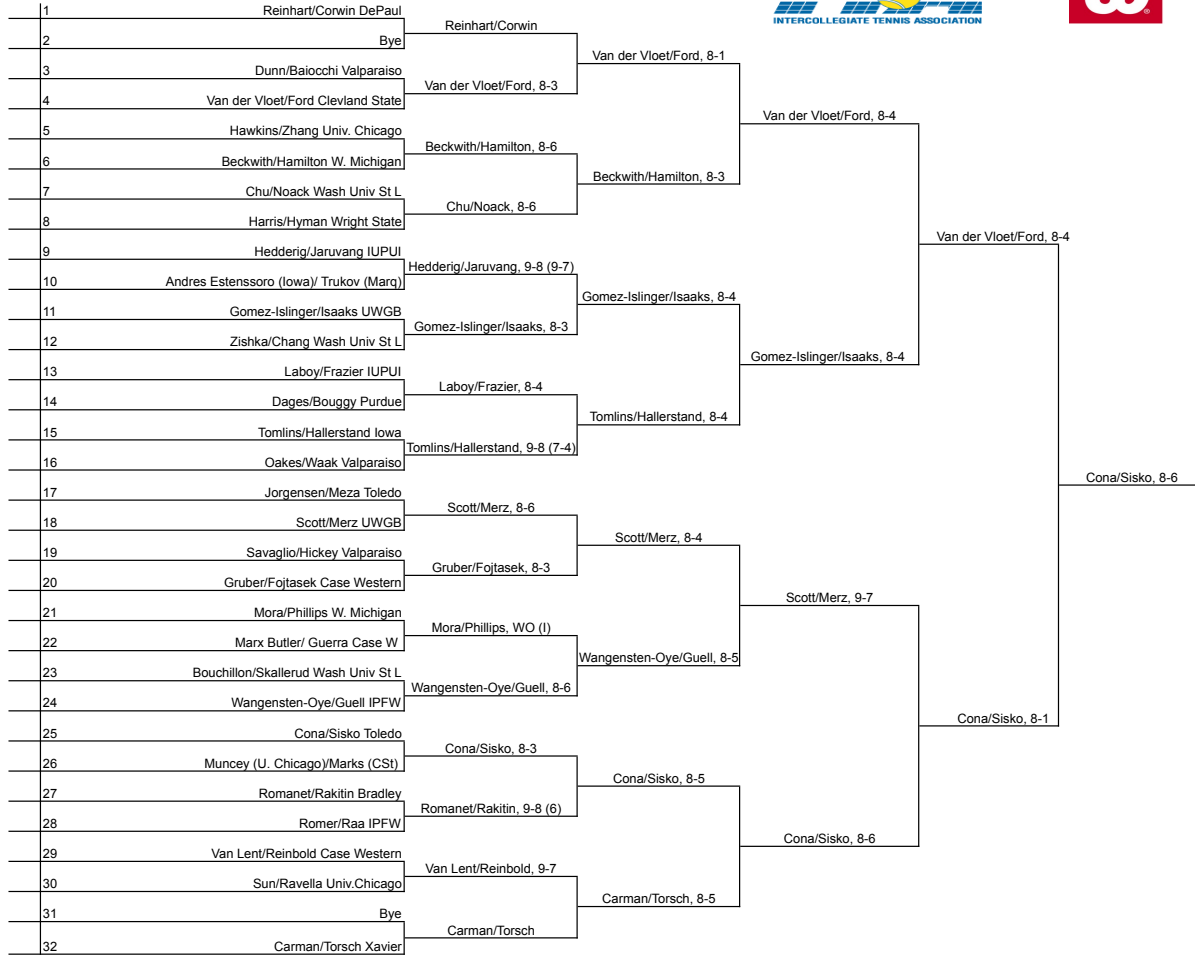 INTERCOLLEGIATE TENNIS ASSOCIATION
1 Reinhart/Corwin DePaul
2 Bye
3 Dunn/Baiocchi Valparaiso
4 Van der Vloet/Ford Clevland State
5 Hawkins/Zhang Univ. Chicago
6 Beckwith/Hamilton W. Michigan
7 Chu/Noack Wash Univ St L
8 Harris/Hyman Wright State
9 Hedderig/Jaruvang IUPUI
10 Andres Estenssoro (Iowa)/ Trukov (Marq)
11 Gomez-Islinger/Isaaks UWGB
12 Zishka/Chang Wash Univ St L
13 Laboy/Frazier IUPUI
14 Dages/Bouggy Purdue
15 Tomlins/Hallerstand Iowa
16 Oakes/Waak Valparaiso
17 Jorgensen/Meza Toledo
18 Scott/Merz UWGB
19 Savaglio/Hickey Valparaiso
20 Gruber/Fojtasek Case Western
21 Mora/Phillips W. Michigan
22 Marx Butler/ Guerra Case W
23 Bouchillon/Skallerud Wash Univ St L
24 Wangensten-Oye/Guell IPFW
25 Cona/Sisko Toledo
26 Muncey (U. Chicago)/Marks (CSt)
27 Romanet/Rakitin Bradley
28 Romer/Raa IPFW
29 Van Lent/Reinbold Case Western
30 Sun/Ravella Univ.Chicago
31 Bye
32 Carman/Torsch Xavier
Reinhart/Corwin
Van der Vloet/Ford, 8-3
Beckwith/Hamilton, 8-6
Chu/Noack, 8-6
Hedderig/Jaruvang, 9-8 (9-7)
Gomez-Islinger/Isaaks, 8-3
Laboy/Frazier, 8-4
Tomlins/Hallerstand, 9-8 (7-4)
Scott/Merz, 8-6
Gruber/Fojtasek, 8-3
Mora/Phillips, WO (I)
Wangensten-Oye/Guell, 8-6
Cona/Sisko, 8-3
Romanet/Rakitin, 9-8 (6)
Van Lent/Reinbold, 9-7
Carman/Torsch
Van der Vloet/Ford, 8-1
Beckwith/Hamilton, 8-3
Gomez-Islinger/Isaaks, 8-4
Tomlins/Hallerstand, 8-4
Scott/Merz, 8-4
Wangensten-Oye/Guell, 8-5
Cona/Sisko, 8-5
Carman/Torsch, 8-5
Van der Vloet/Ford, 8-4
Gomez-Islinger/Isaaks, 8-4
Scott/Merz, 9-7
Cona/Sisko, 8-6
Van der Vloet/Ford, 8-4
Cona/Sisko, 8-1
Cona/Sisko, 8-6